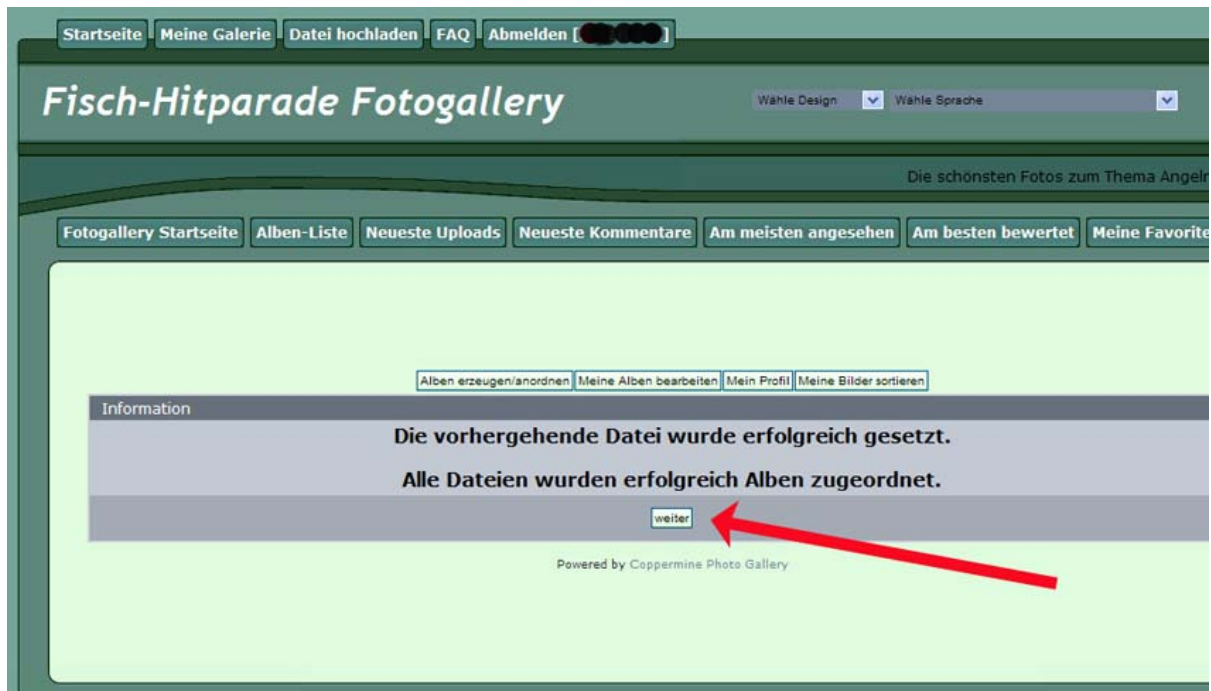 Startseite Meine Galerie Datei hochladen FAQ Abmelden [ ]
Fisch-Hitparade Fotogallery
Wähle Design Wähle Sprache
Die schönsten Fotos zum Thema Angeln
Fotogallery Startseite Alben-Liste Neueste Uploads Neueste Kommentare Am meisten angesehen Am besten bewertet Meine Favorite
Alben erzeugen/anordnen Meine Alben bearbeiten Mein Profil Meine Bilder sortieren
Information
Die vorhergehende Datei wurde erfolgreich gesetzt.
Alle Dateien wurden erfolgreich Alben zugeordnet.
weiter
Powered by Coppermine Photo Gallery